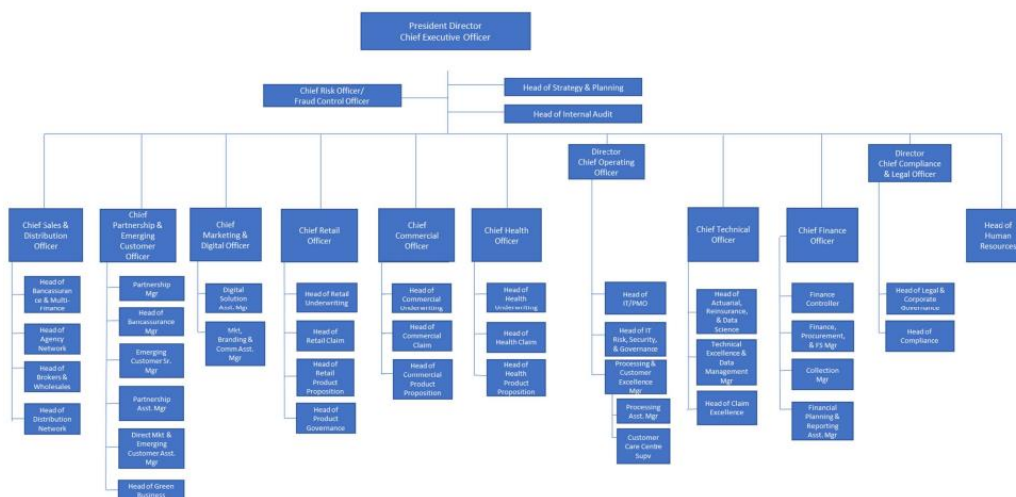 President Director
Chief Executive Officer
Chief Risk Officer/
Fraud Control Officer
Head of Strategy & Planning
Head of Internal Audit
Director
Chief Operating
Officer
Director
Chief Compliance
& Legal Officer
Chief Sales &
Distribution
Officer
Chief
Partnership &
Emerging
Customer
Officer
Chief
Marketing &
Digital Officer
Chief Retail
Officer
Chief
Commercial
Officer
Chief Health
Officer
Chief Technical
Officer
Chief Finance
Officer
Head of
Human
Resources
Head of
Bancassuran
ce & Multi-
Finance
Head of
Agency
Network
Head of
Brokers &
Wholesales
Head of
Distribution
Network
Partnership
Mgr
Head of
Bancassurance Mgr
Emerging
Customer Sr. Mgr
Partnership
Asst. Mgr
Direct Mkt &
Emerging
Customer Asst.
Mgr
Head of Green
Business
Digital
Solution
Asst. Mgr
Mkt,
Branding &
Comm Asst. Mgr
Head of Retail
Underwriting
Head of
Retail Claim
Head of
Retail
Product
Proposition
Head of
Product
Governance
Head of
Commercial
Underwriting
Head of
Commercial
Claim
Head of
Commercial Product
Proposition
Head of
Health
Underwriting
Head of
Health Claim
Head of
Health Product
Proposition
Head of
IT/PMO
Head of IT
Risk, Security, &
Governance
Processing &
Customer
Excellence Mgr
Processing
Asst. Mgr
Customer
Care Centre
Supv
Head of
Actuarial,
Reinsurance,
& Data
Science
Technical
Excellence &
Data
Management
Mgr
Head of Claim
Excellence
Finance
Controller
Finance,
Procurement,
and FS Mgr
Collection
Mgr
Financial
Planning &
Reporting
Asst. Mgr
Head of Legal &
Corporate
Governance
Head of
Compliance